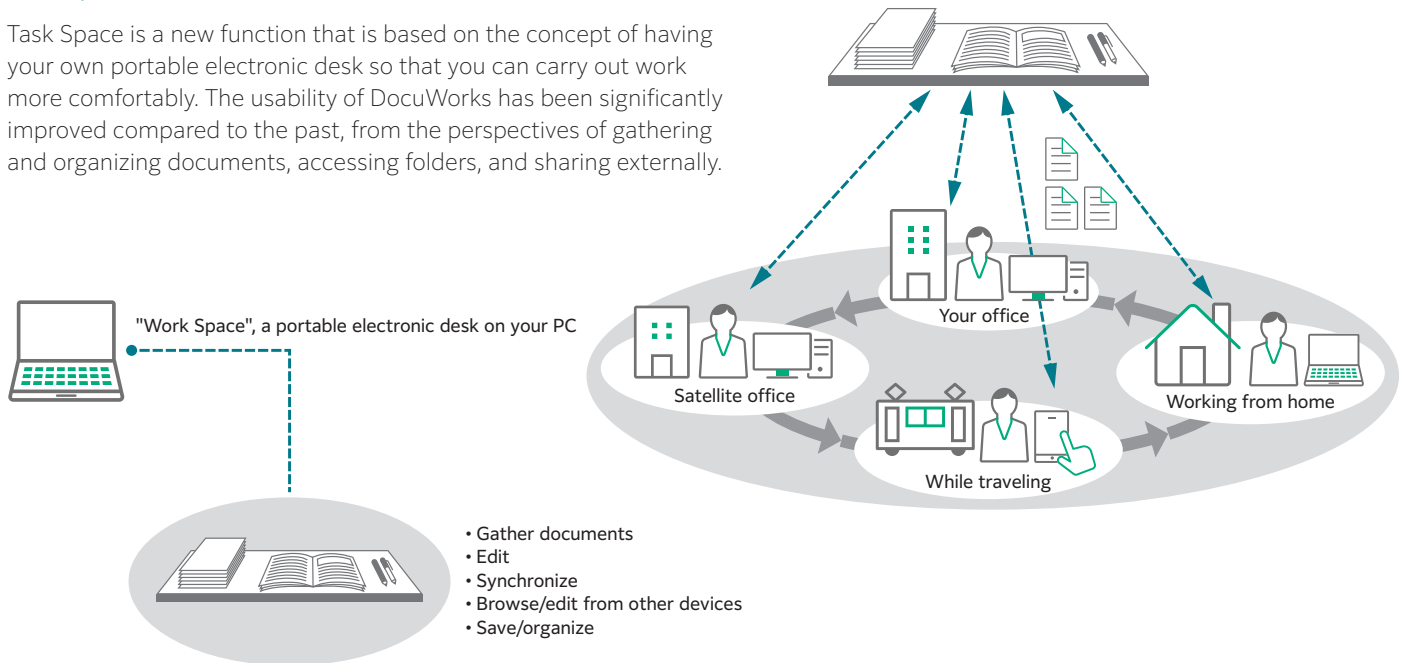 Task Space is a new function that is based on the concept of having
your own portable electronic desk so that you can carry out work
more comfortably. The usability of DocuWorks has been significantly
improved compared to the past, from the perspectives of gathering
and organizing documents, accessing folders, and sharing externally.
"Work Space", a portable electronic desk on your PC
Your office
Satellite office
Working from home
While traveling
• Gather documents
• Edit
• Synchronize
• Browse/edit from other devices
• Save/organize